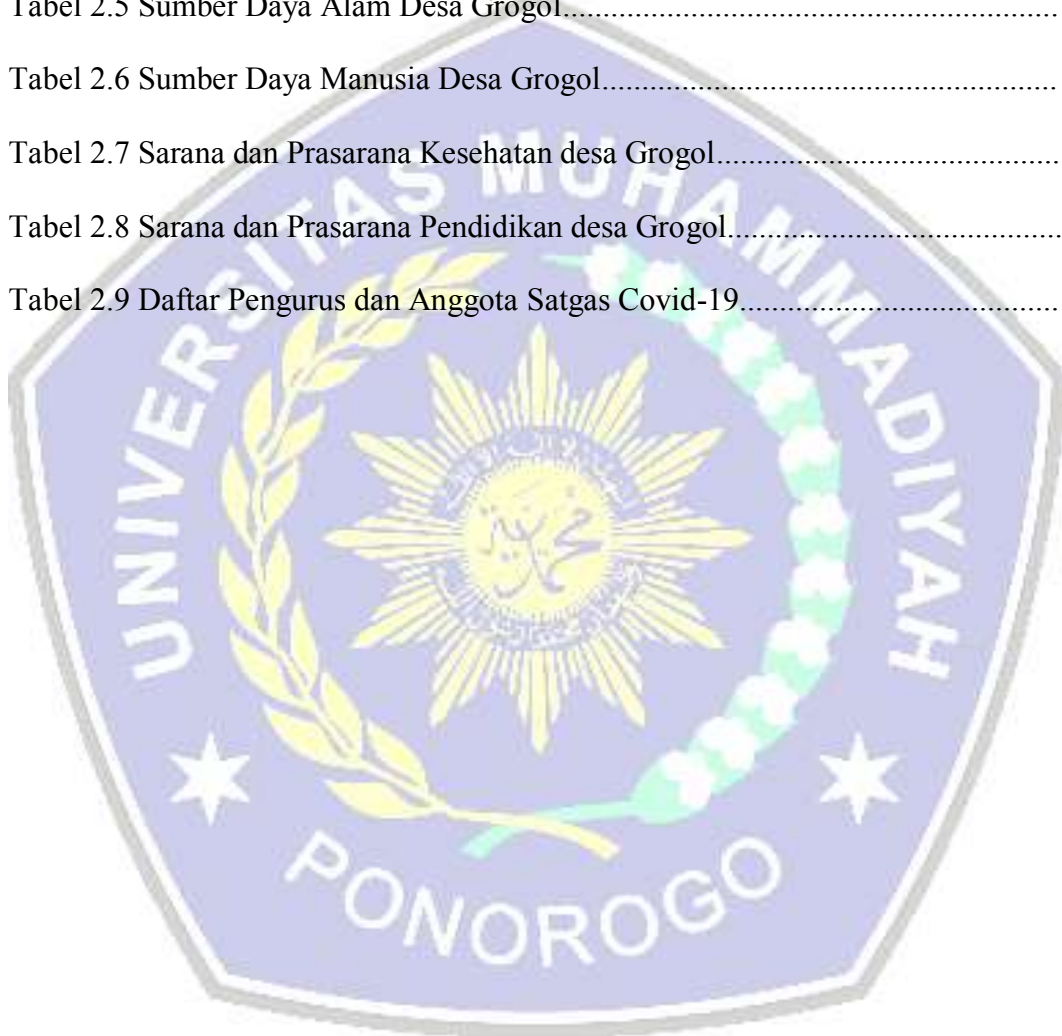 Tabel 2.5 Sumber Daya Alam Desa Grogol..............................................................
Tabel 2.6 Sumber Daya Manusia Desa Grogol.........................................................
Tabel 2.7 Sarana dan Prasarana Kesehatan desa Grogol...........................................
Tabel 2.8 Sarana dan Prasarana Pendidikan desa Grogol..........................................
Tabel 2.9 Daftar Pengurus dan Anggota Satgas Covid-19........................................
UNIVERSITAS MUHAMMADIYAH
PONOROGO